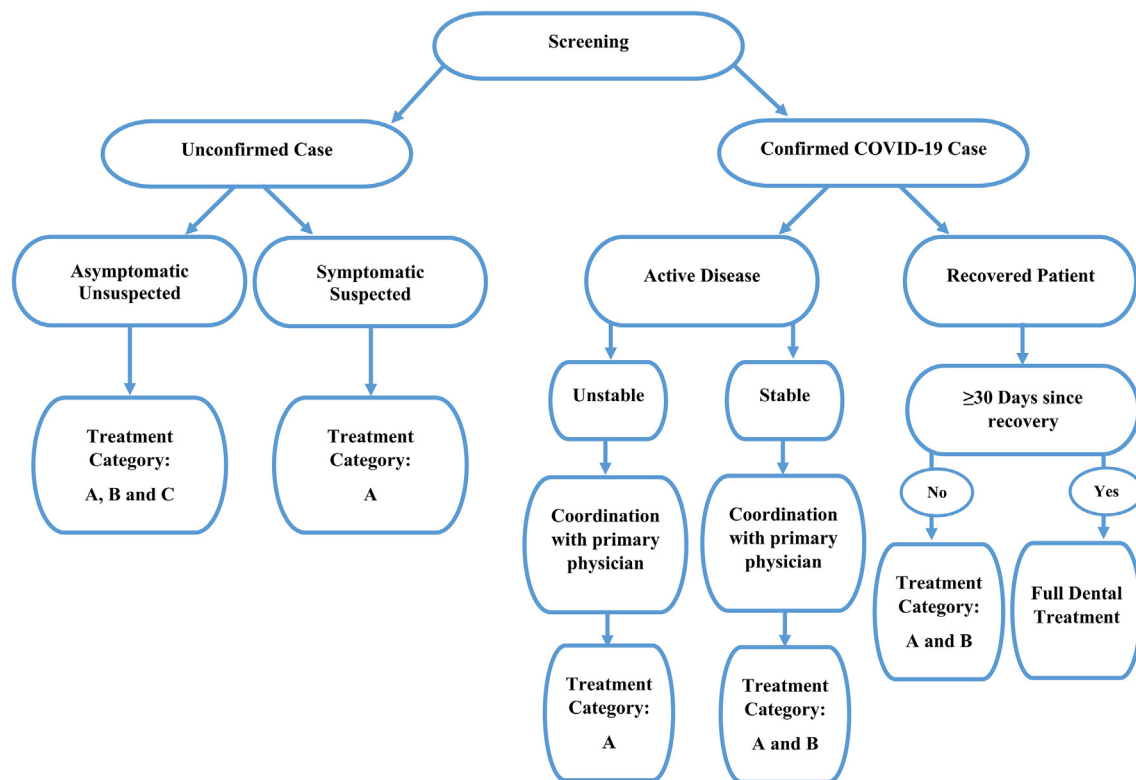 Screening
Unconfirmed Case
Confirmed COVID-19 Case
Asymptomatic
Unsuspected
Symptomatic
Suspected
Active Disease
Recovered Patient
Unstable
Stable
≥30 Days since
recovery
Treatment
Category:
A, B and C
Treatment
Category:
A
No
Yes
Coordination
with primary
physician
Coordination
with primary
physician
Treatment
Category:
A and B
Full Dental
Treatment
Treatment
Category:
A
Treatment
Category:
A and B